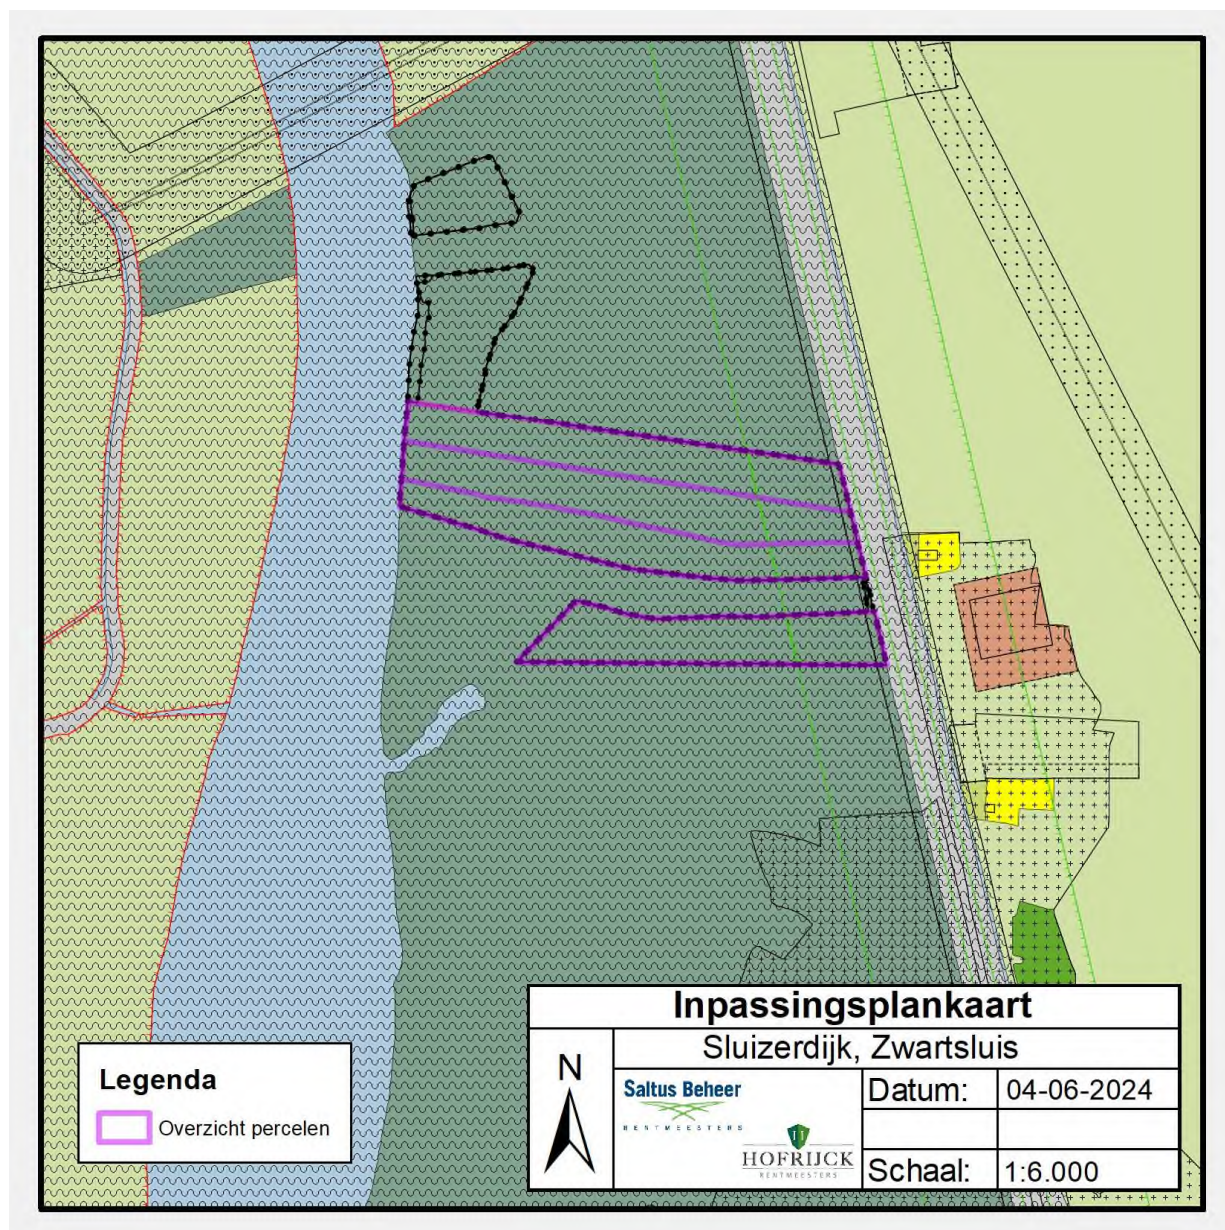 Legenda
Overzicht percelen
Inpassingsplankaart
Sluizerdijk, Zwartsluis
N
Saltus Beheer
RENTMEESTERS
HOFRIJCK
RENTMEESTERS
Datum: 04-06-2024
Schaal: 1:6.000